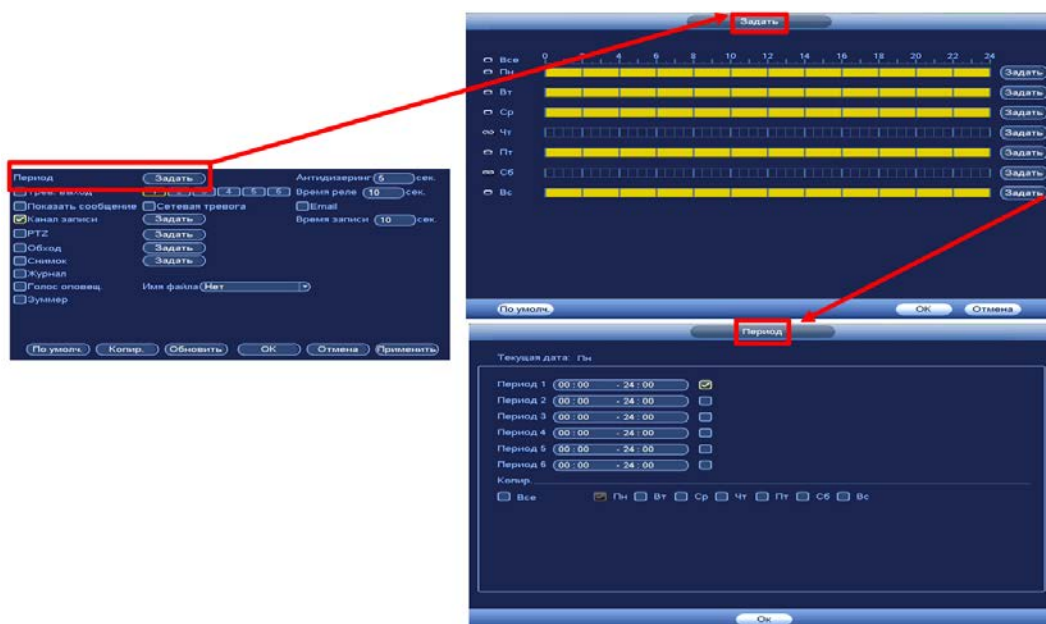 Период Задать Антидизеринг 5 сек.
Трев. выход 1 2 3 4 5 6 Время реле 10 сек.
Показать сообщение Сетевая тревога Email
Канал записи Задать Время записи 10 сек.
PTZ Задать
Обход Задать
Снимок Задать
Журнал
Голос оповещ. Имя файла Нет
Зуммер
По умолч. Копир. Обновить OK Отмена Применить
Задать
0 2 4 6 8 10 12 14 16 18 20 22 24
Все
Пн Задать
Вт Задать
Ср Задать
Чт Задать
Пт Задать
Сб Задать
Вс Задать
По умолч. OK Отмена
Период
Текущая дата: Пн
Период 1 00 : 00 - 24 : 00
Период 2 00 : 00 - 24 : 00
Период 3 00 : 00 - 24 : 00
Период 4 00 : 00 - 24 : 00
Период 5 00 : 00 - 24 : 00
Период 6 00 : 00 - 24 : 00
Копир.
Все Пн Вт Ср Чт Пт Сб Вс
Ок